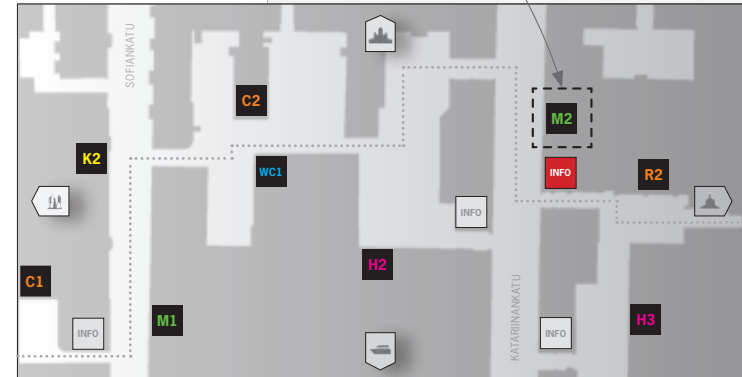 SOFIANKATU
C2
M2
K2
WC1
INFO
R2
INFO
H2
C1
M1
INFO
KATARIINANKATU
INFO
H3